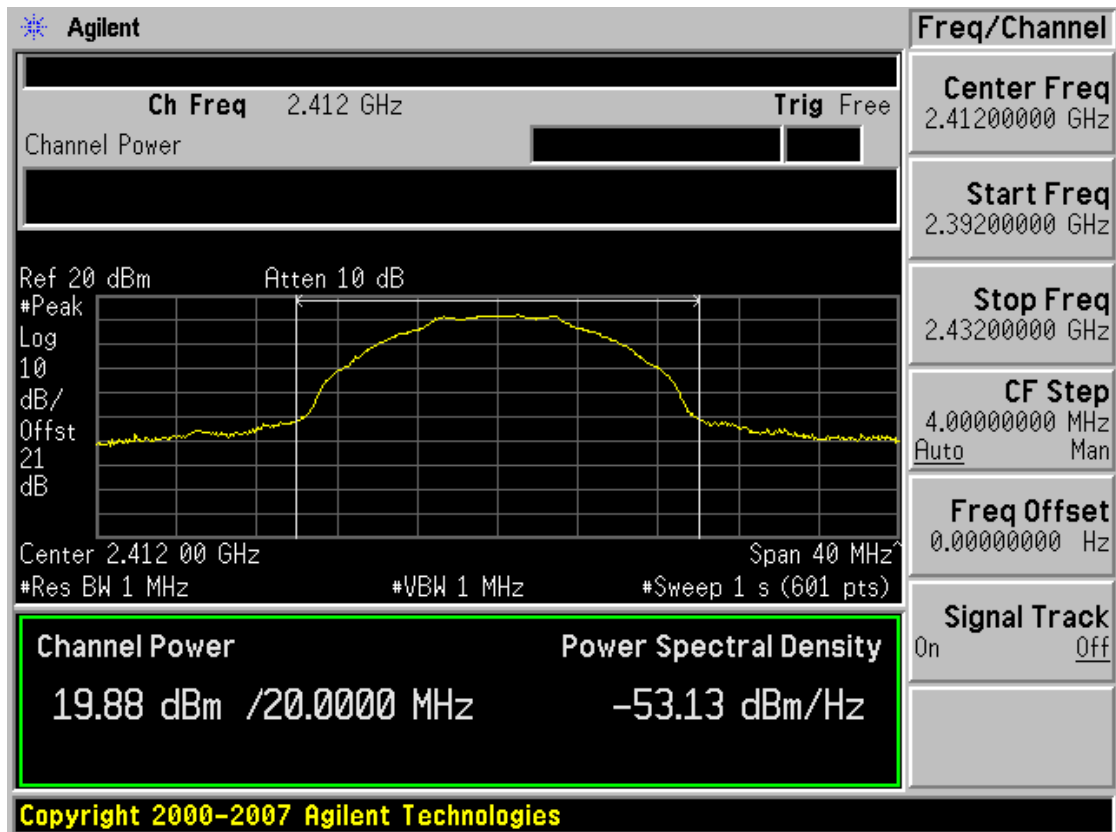 Agilent
Freq/Channel
Ch Freq 2.412 GHz Trig Free
Channel Power
Ref 20 dBm Atten 10 dB
#Peak
Log
10
dB/
Offst
21
dB
Center 2.412 00 GHz Span 40 MHz^
#Res BW 1 MHz #VBW 1 MHz #Sweep 1 s (601 pts)
Channel Power Power Spectral Density
19.88 dBm /20.0000 MHz -53.13 dBm/Hz
Center Freq
2.41200000 GHz
Start Freq
2.39200000 GHz
Stop Freq
2.43200000 GHz
CF Step
4.00000000 MHz
Auto Man
Freq Offset
0.00000000 Hz
Signal Track
On Off
Copyright 2000-2007 Agilent Technologies